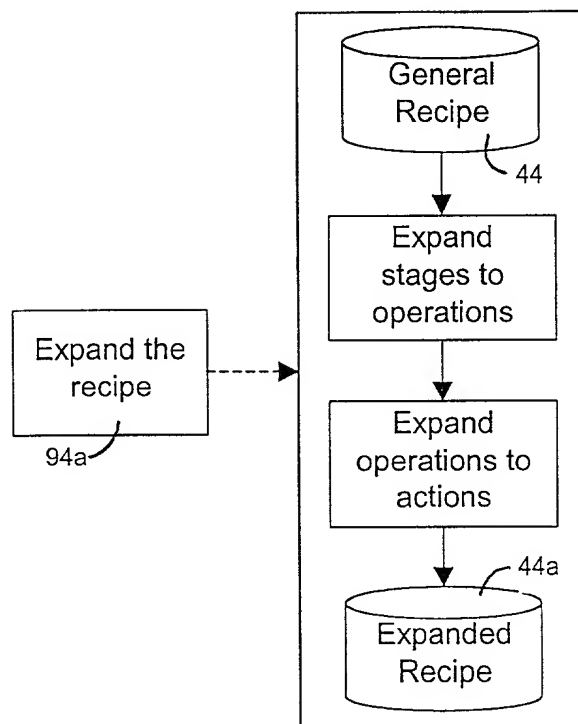 General
Recipe
44
Expand
stages to
operations
Expand the
recipe
94a
Expand
operations to
actions
44a
Expanded
Recipe